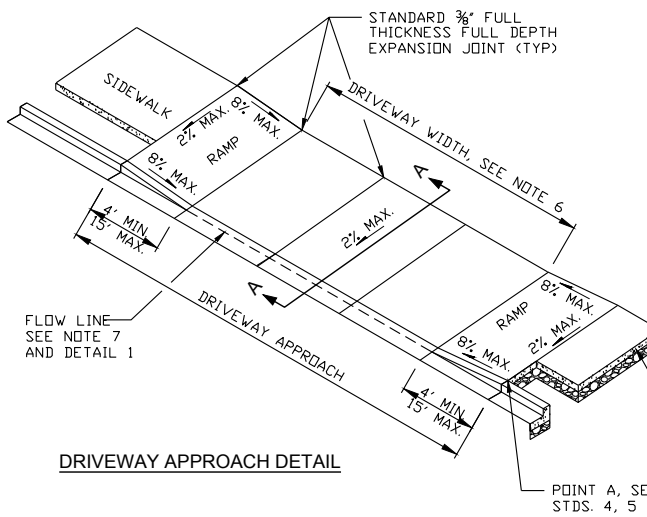 STANDARD ⅜" FULL
THICKNESS FULL DEPTH
EXPANSION JOINT (TYP)
SIDEWALK
8% MAX.
2% MAX.
RAMP
8% MAX.
DRIVEWAY WIDTH, SEE NOTE 6
A
2% MAX.
A
4' MIN.
15' MAX.
FLOW LINE
SEE NOTE 7
AND DETAIL 1
DRIVEWAY APPROACH
8% MAX.
RAMP
2% MAX.
8% MAX.
4' MIN.
15' MAX.
DRIVEWAY APPROACH DETAIL
POINT A, SE
STDS. 4, 5